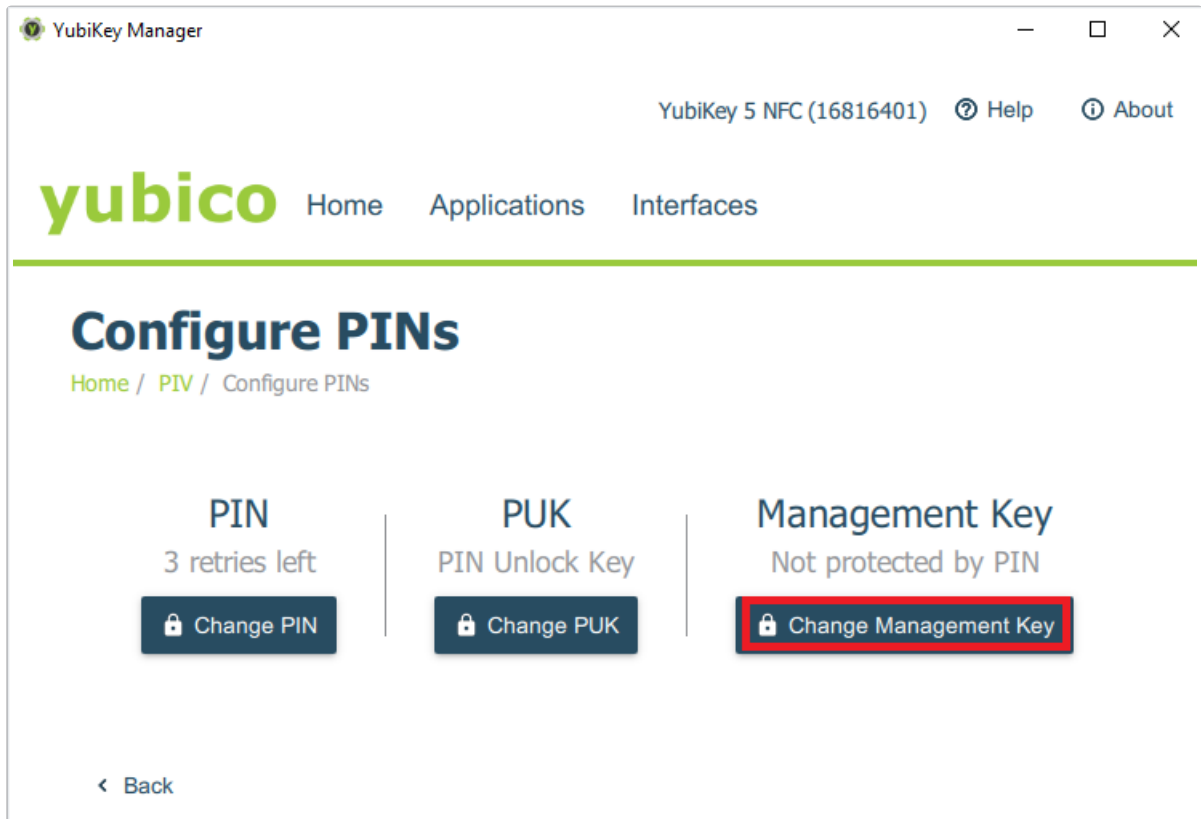 YubiKey Manager
YubiKey 5 NFC (16816401) Help About
yubico Home Applications Interfaces
Configure PINs
Home / PIV / Configure PINs
PIN PUK Management Key
3 retries left PIN Unlock Key Not protected by PIN
Change PIN Change PUK Change Management Key
Back